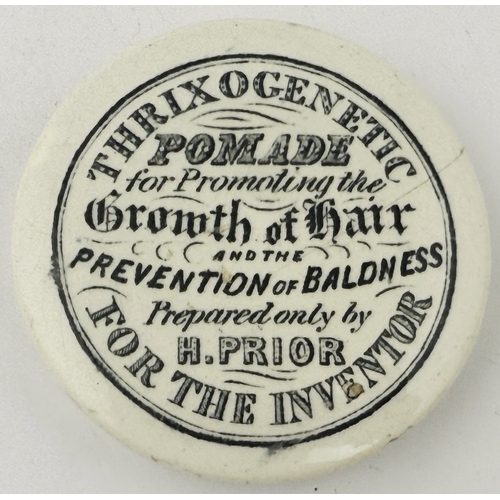 THRIXOGENETIC
POMADE
for Promoting the
Growth of Hair
AND THE
PREVENTION OF BALDNESS
Prepared only by
H. PRIOR
FOR THE INVENTOR